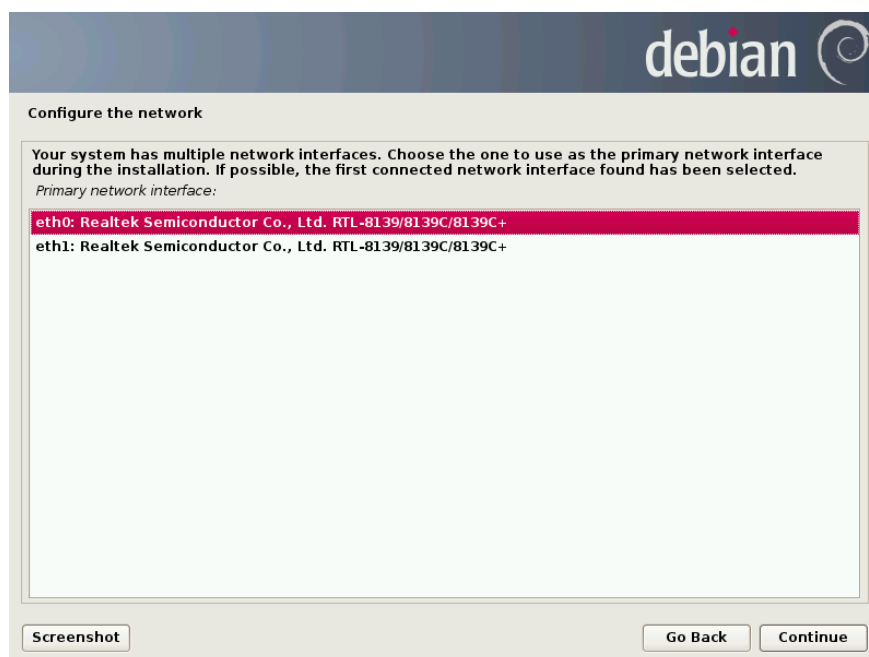 debian
Configure the network
Your system has multiple network interfaces. Choose the one to use as the primary network interface
during the installation. If possible, the first connected network interface found has been selected.
Primary network interface:
eth0: Realtek Semiconductor Co., Ltd. RTL-8139/8139C/8139C+
eth1: Realtek Semiconductor Co., Ltd. RTL-8139/8139C/8139C+
Screenshot
Go Back
Continue